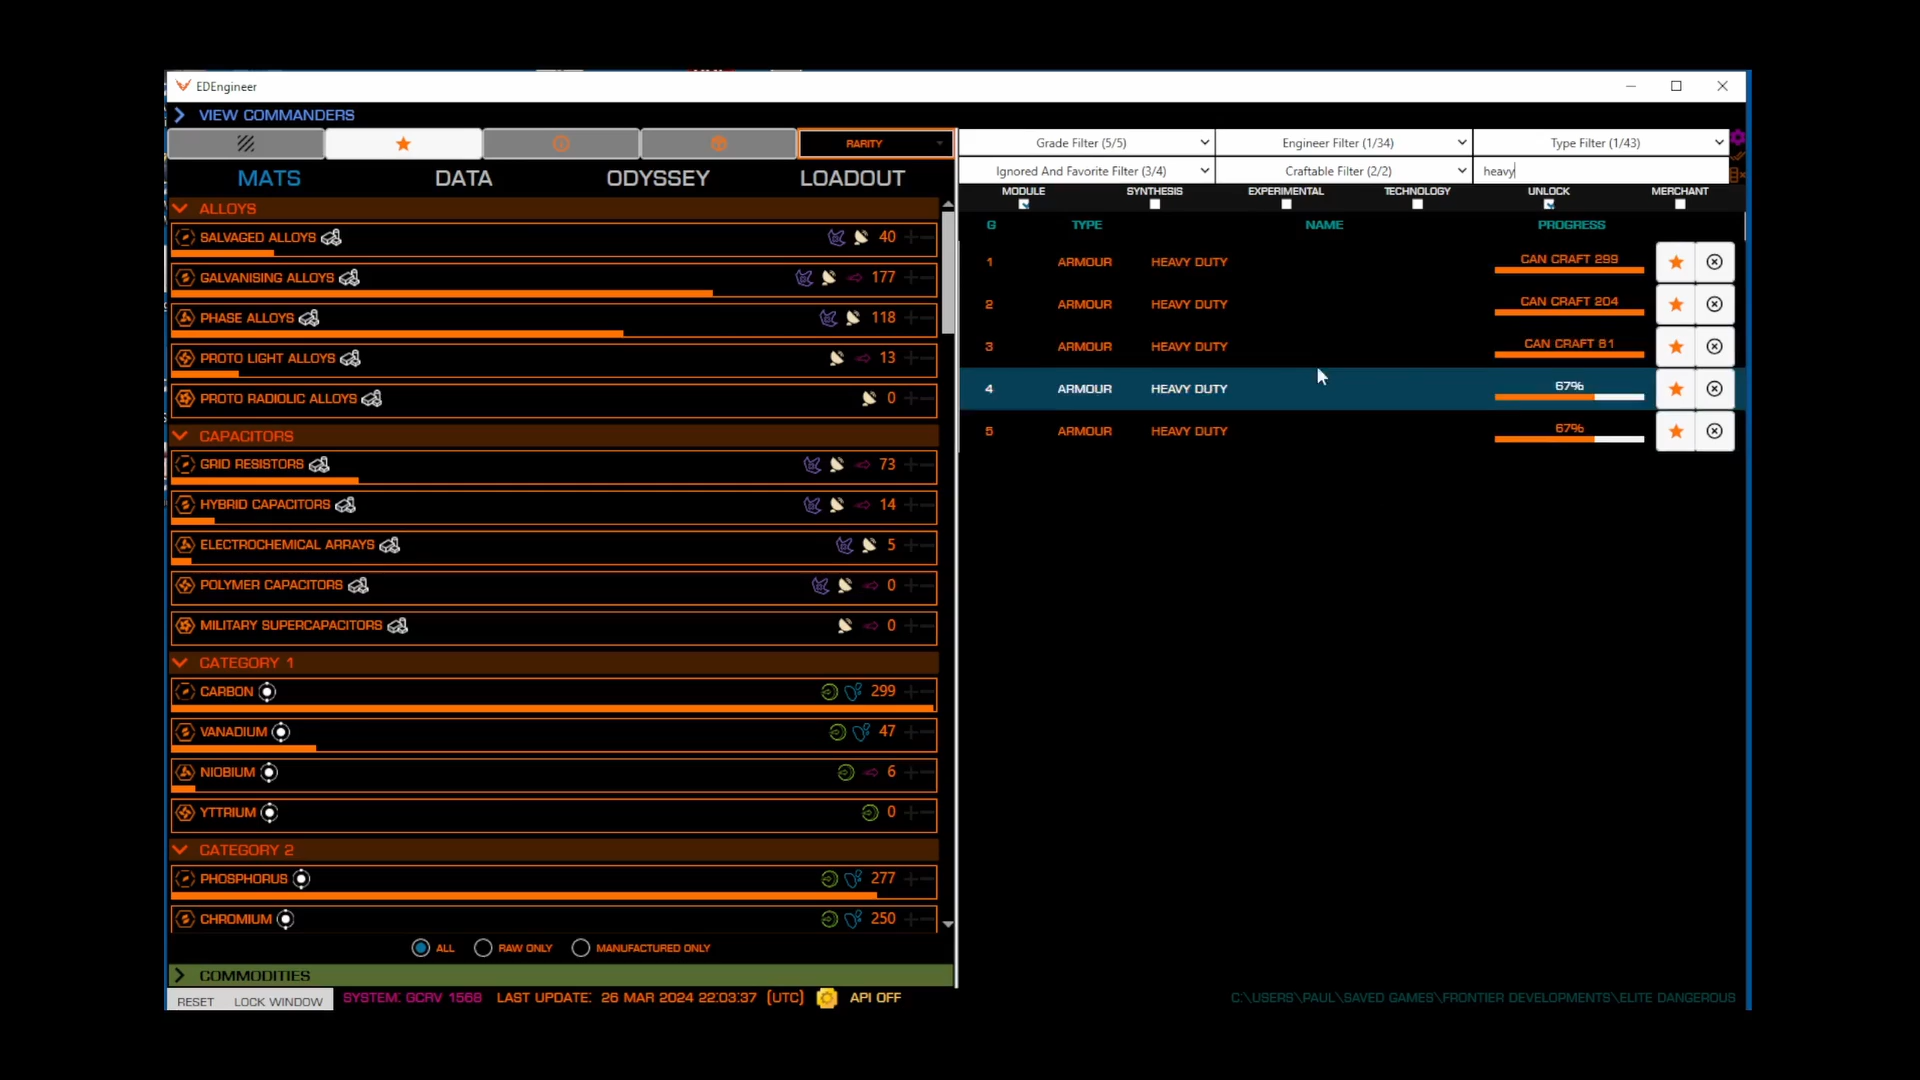 EDEngineer
VIEW COMMANDERS
RARITY
MATS DATA ODYSSEY LOADOUT
ALLOYS
SALVAGED ALLOYS 40
GALVANISING ALLOYS 177
PHASE ALLOYS 118
PROTO LIGHT ALLOYS 13
PROTO RADIOLIC ALLOYS 0
CAPACITORS
GRID RESISTORS 73
HYBRID CAPACITORS 14
ELECTROCHEMICAL ARRAYS 5
POLYMER CAPACITORS 0
MILITARY SUPERCAPACITORS 0
CATEGORY 1
CARBON 299
VANADIUM 47
NIOBIUM 6
YTTRIUM 0
CATEGORY 2
PHOSPHORUS 277
CHROMIUM 250
ALL RAW ONLY MANUFACTURED ONLY
COMMODITIES
RESET LOCK WINDOW SYSTEM: GCRV 1568 LAST UPDATE: 26 MAR 2024 22:03:37 (UTC) API OFF
Grade Filter (5/5) Engineer Filter (1/34) Type Filter (1/43)
Ignored And Favorite Filter (3/4) Craftable Filter (2/2) heavy
MODULE SYNTHESIS EXPERIMENTAL TECHNOLOGY UNLOCK MERCHANT
G TYPE NAME PROGRESS
1 ARMOUR HEAVY DUTY CAN CRAFT 299
2 ARMOUR HEAVY DUTY CAN CRAFT 204
3 ARMOUR HEAVY DUTY CAN CRAFT 61
4 ARMOUR HEAVY DUTY 67%
5 ARMOUR HEAVY DUTY 67%
C:\USERS\PAUL\SAVED GAMES\FRONTIER DEVELOPMENTS\ELITE DANGEROUS